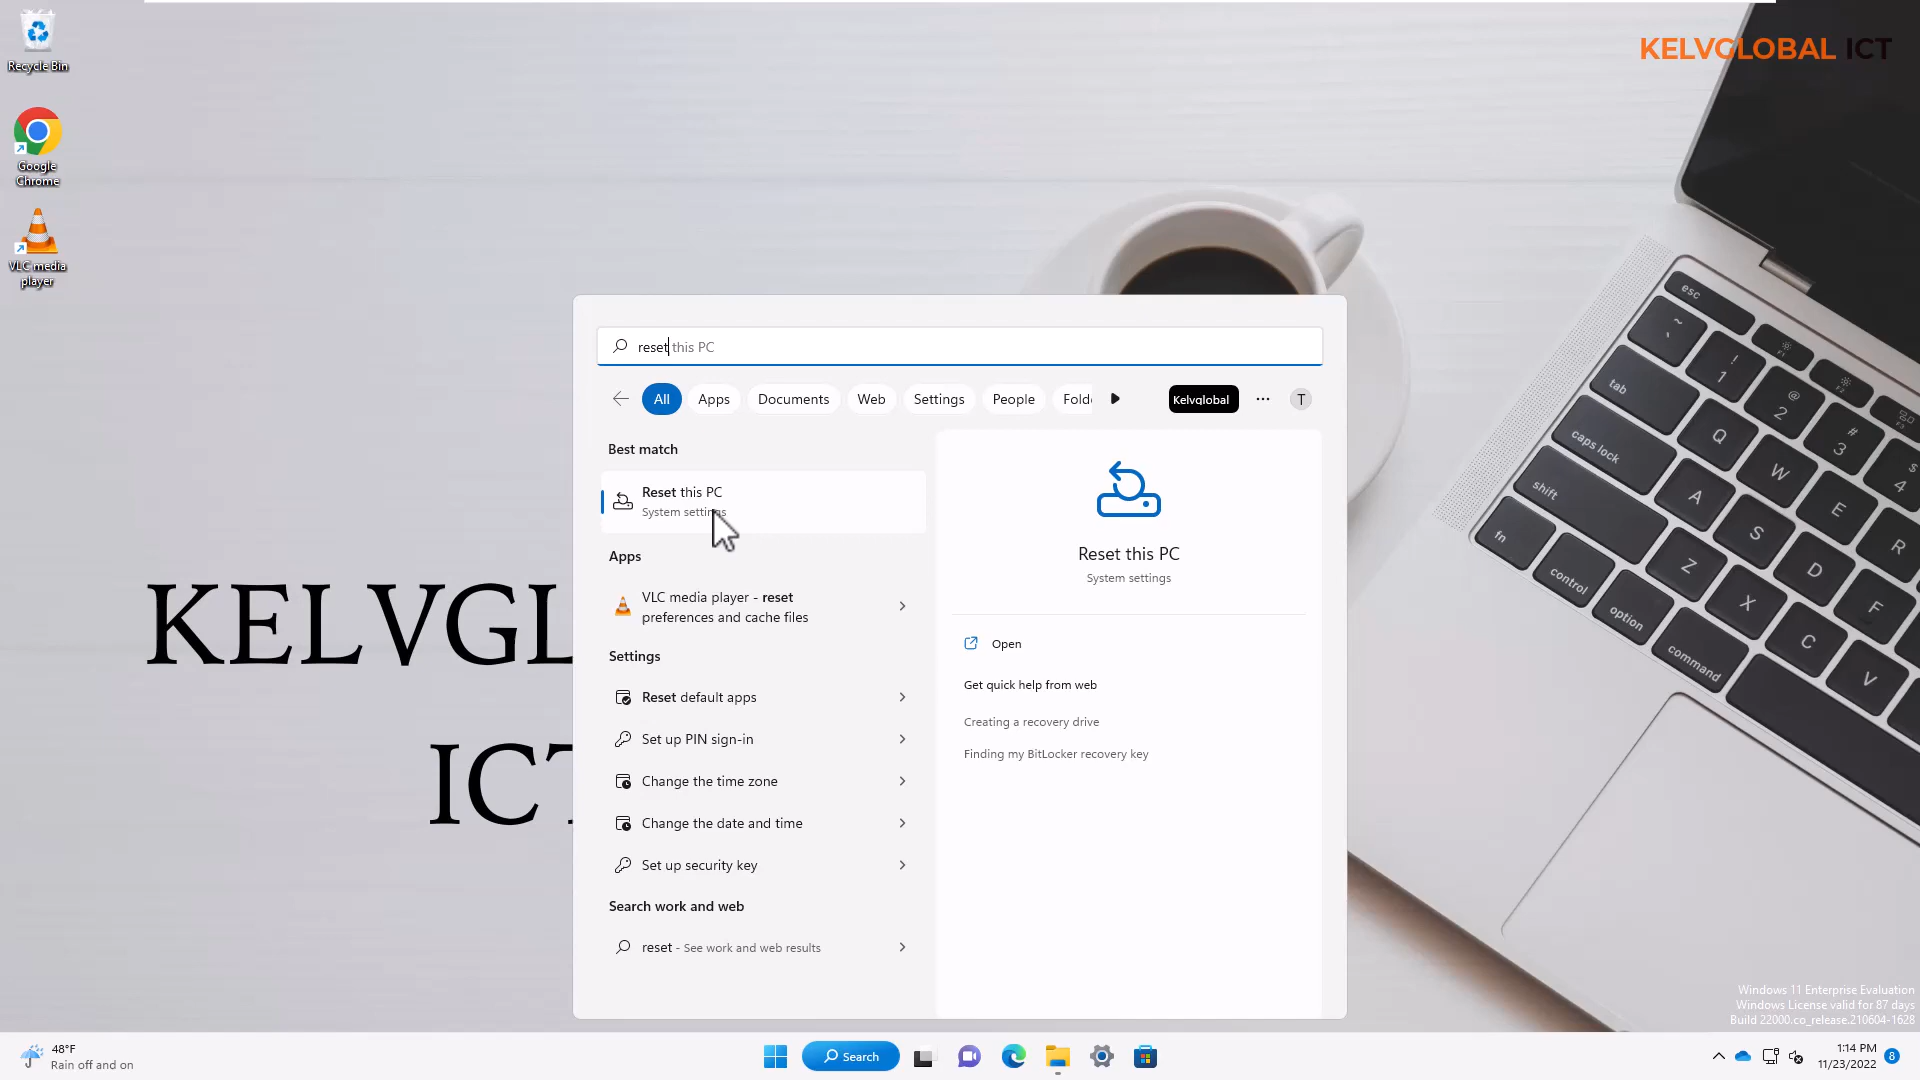 Recycle Bin
Google
Chrome
VLC media
player
KELVGLOBAL ICT
KELVGL
ICT
reset this PC
All
Apps
Documents
Web
Settings
People
Folde
Kelvglobal
T
Best match
Reset this PC
System settings
Apps
VLC media player - reset
preferences and cache files
Settings
Reset default apps
Set up PIN sign-in
Change the time zone
Change the date and time
Set up security key
Search work and web
reset - See work and web results
Reset this PC
System settings
Open
Get quick help from web
Creating a recovery drive
Finding my BitLocker recovery key
esc
~
`
!
1
@
2
#
3
$
4
tab
Q
W
E
R
caps lock
A
S
D
F
shift
Z
X
C
V
fn
control
option
command
Windows 11 Enterprise Evaluation
Windows License valid for 87 days
Build 22000.co_release.210604-1628
48°F
Rain off and on
Search
1:14 PM
11/23/2022
8